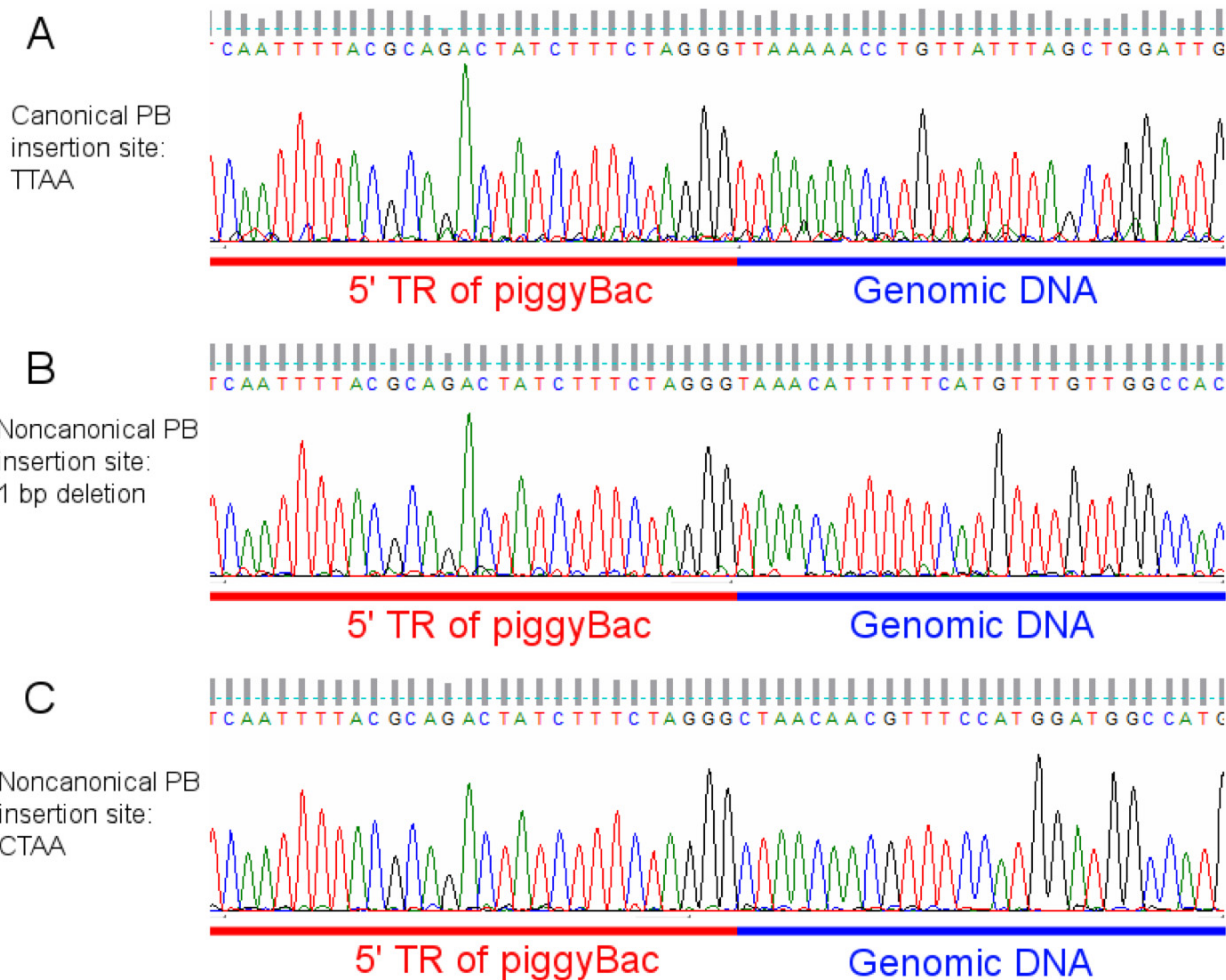 A
TCAATTTTACGCAGACTATCTTTCTAGGGTTAAAAACCTGTTATTTAGCTGGATTG
Canonical PB
insertion site:
TTAA
5' TR of piggyBac
Genomic DNA
B
TCAATTTTACGCAGACTATCTTTCTAGGGTAAACATTTTTCATGTTTGTTGGCCAC
Noncanonical PB
insertion site:
1 bp deletion
5' TR of piggyBac
Genomic DNA
C
TCAATTTTACGCAGACTATCTTTCTAGGGCTAACAACGTTTCCATGGATGGCCATG
Noncanonical PB
insertion site:
CTAA
5' TR of piggyBac
Genomic DNA